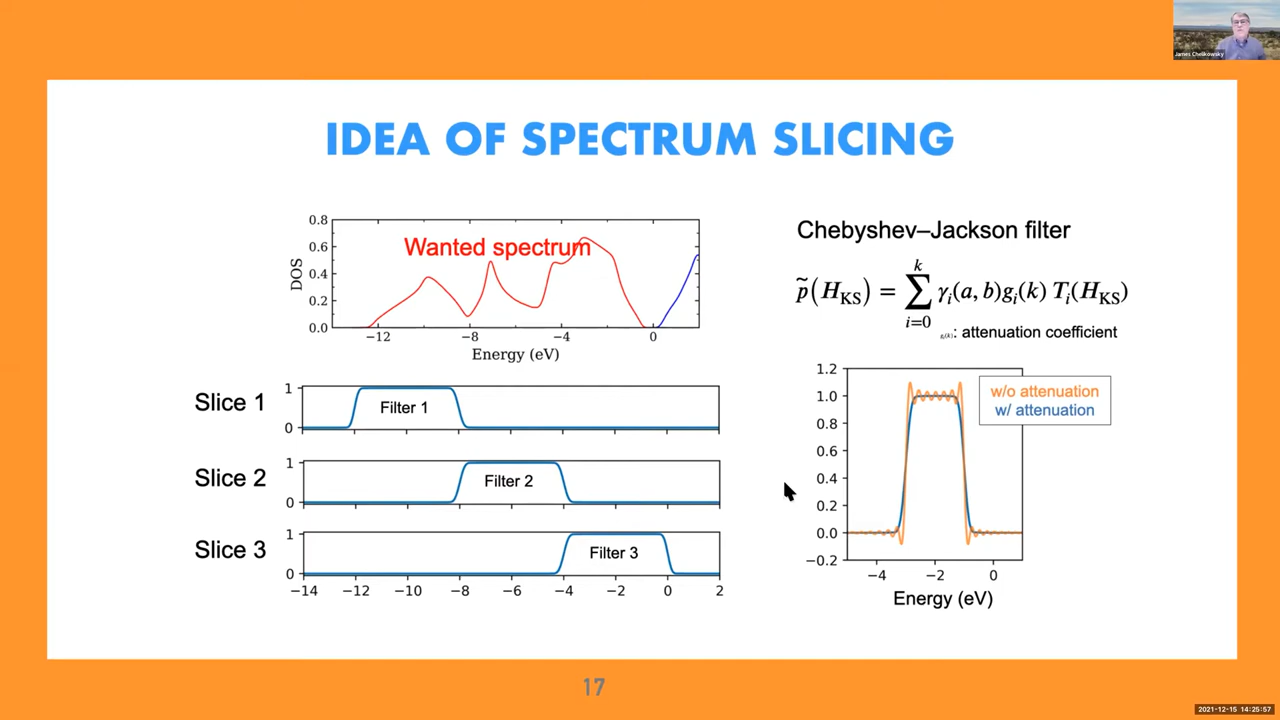 James Chelikowsky
IDEA OF SPECTRUM SLICING
Wanted spectrum
DOS
0.8
0.6
0.4
0.2
0.0
−12 −8 −4 0
Energy (eV)
Slice 1
1
0
Filter 1
Slice 2
1
0
Filter 2
Slice 3
1
0
Filter 3
−14 −12 −10 −8 −6 −4 −2 0 2
Chebyshev–Jackson filter
p̃(H_KS) = ∑_{i=0}^{k} γ_i(a, b)g_i(k) T_i(H_KS)
g_i(k): attenuation coefficient
w/o attenuation
w/ attenuation
1.2
1.0
0.8
0.6
0.4
0.2
0.0
−0.2
−4 −2 0
Energy (eV)
17
2021-12-15 14:25:57